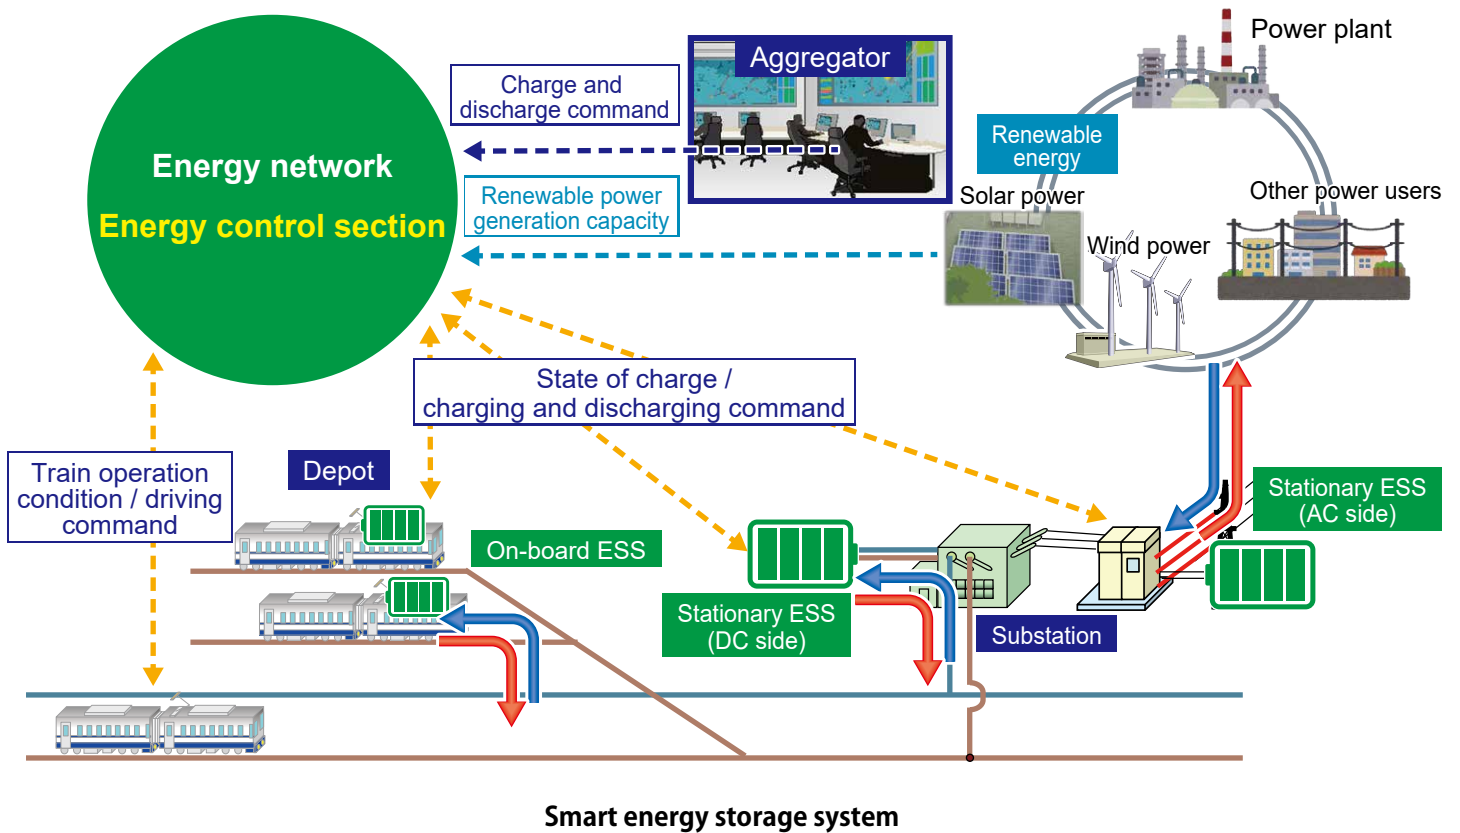 Power plant
Aggregator
Charge and
discharge command
Renewable
energy
Energy network
Energy control section
Renewable power
generation capacity
Solar power
Other power users
Wind power
State of charge /
charging and discharging command
Train operation
condition / driving
command
Depot
Stationary ESS
(AC side)
On-board ESS
Stationary ESS
(DC side)
Substation
Smart energy storage system